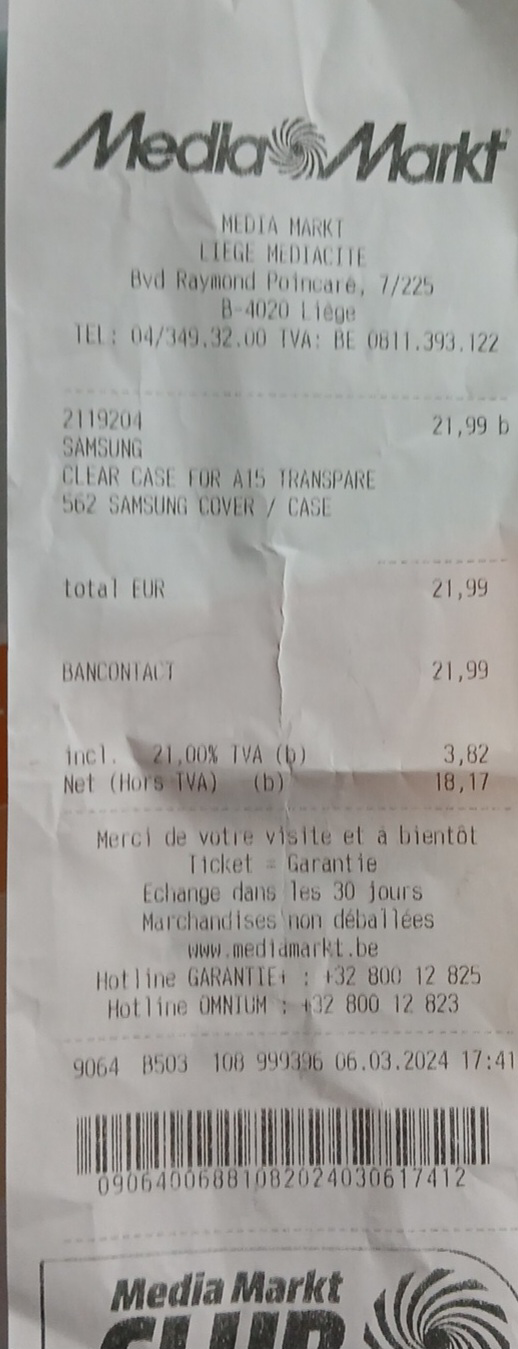 Media Markt
MEDIA MARKT
LIEGE MEDIACITE
Bvd Raymond Poincaré, 7/225
B-4020 Liège
TEL: 04/349.32.00 TVA: BE 0811.393.122
2119204 21,99 b
SAMSUNG
CLEAR CASE FOR A15 TRANSPARE
562 SAMSUNG COVER / CASE
total EUR 21,99
BANCONTACT 21,99
incl. 21,00% TVA (b) 3,82
Net (Hors TVA) (b) 18,17
Merci de votre visite et à bientôt
Ticket = Garantie
Echange dans les 30 jours
Marchandises non déballées
www.mediamarkt.be
Hotline GARANTIE+ : +32 800 12 825
Hotline OMNIUM : +32 800 12 823
9064 B503 108 999396 06.03.2024 17:41
09064006881082024030617412
Media Markt
CLUB